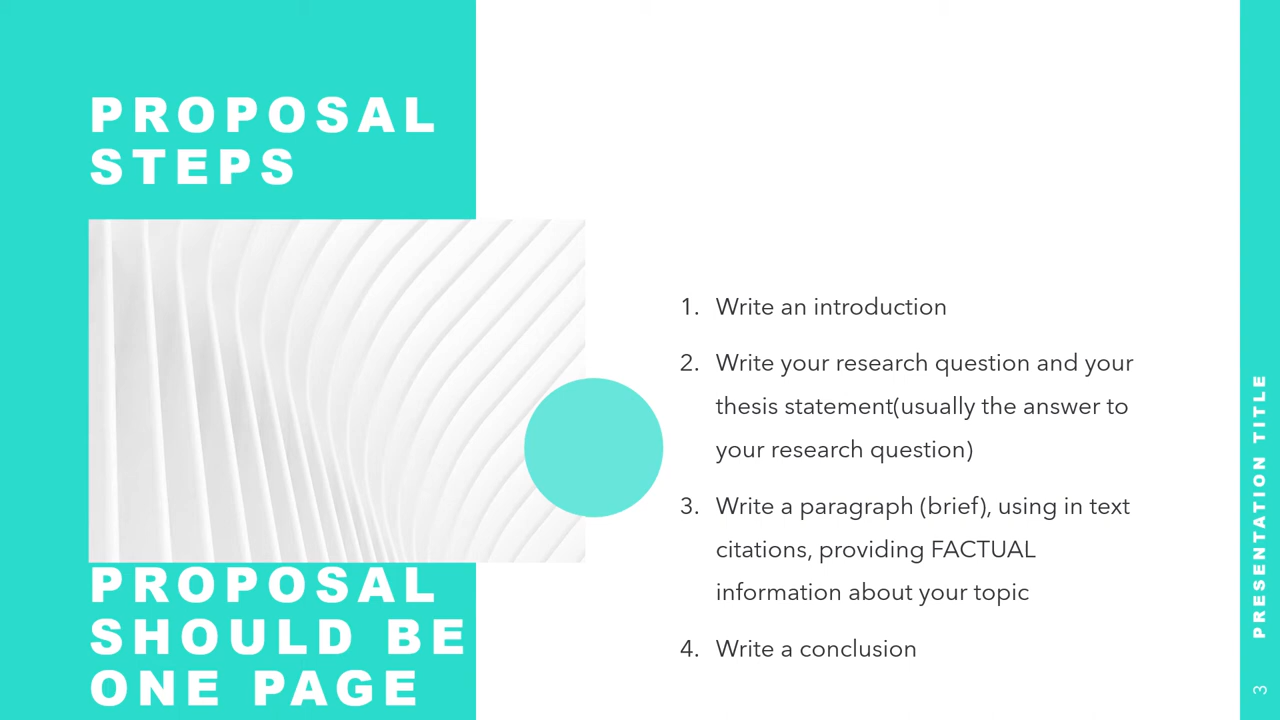 PROPOSAL
STEPS
PROPOSAL
SHOULD BE
ONE PAGE
1. Write an introduction
2. Write your research question and your
thesis statement(usually the answer to
your research question)
3. Write a paragraph (brief), using in text
citations, providing FACTUAL
information about your topic
4. Write a conclusion
PRESENTATION TITLE
3